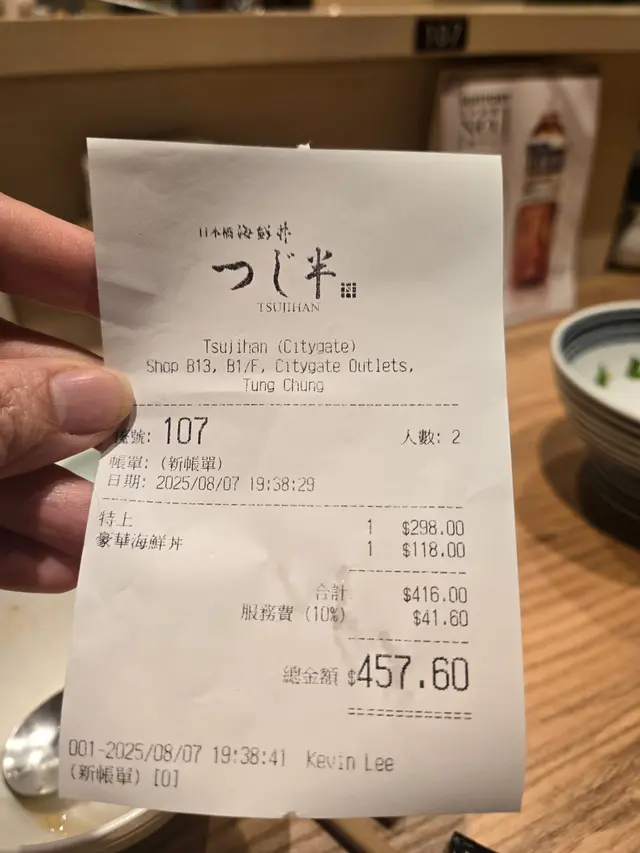 107
日本橋 海鮮丼
つじ半
TSUJIHAN
Tsujihan (Citygate)
Shop B13, B1/F, Citygate Outlets,
Tung Chung
號: 107 人數: 2
帳單: (新帳單)
日期: 2025/08/07 19:38:29
特上 1 $298.00
豪華海鮮丼 1 $118.00
合計 $416.00
服務費 (10%) $41.60
總金額 $457.60
001-2025/08/07 19:38:41 Kevin Lee
(新帳單) [0]